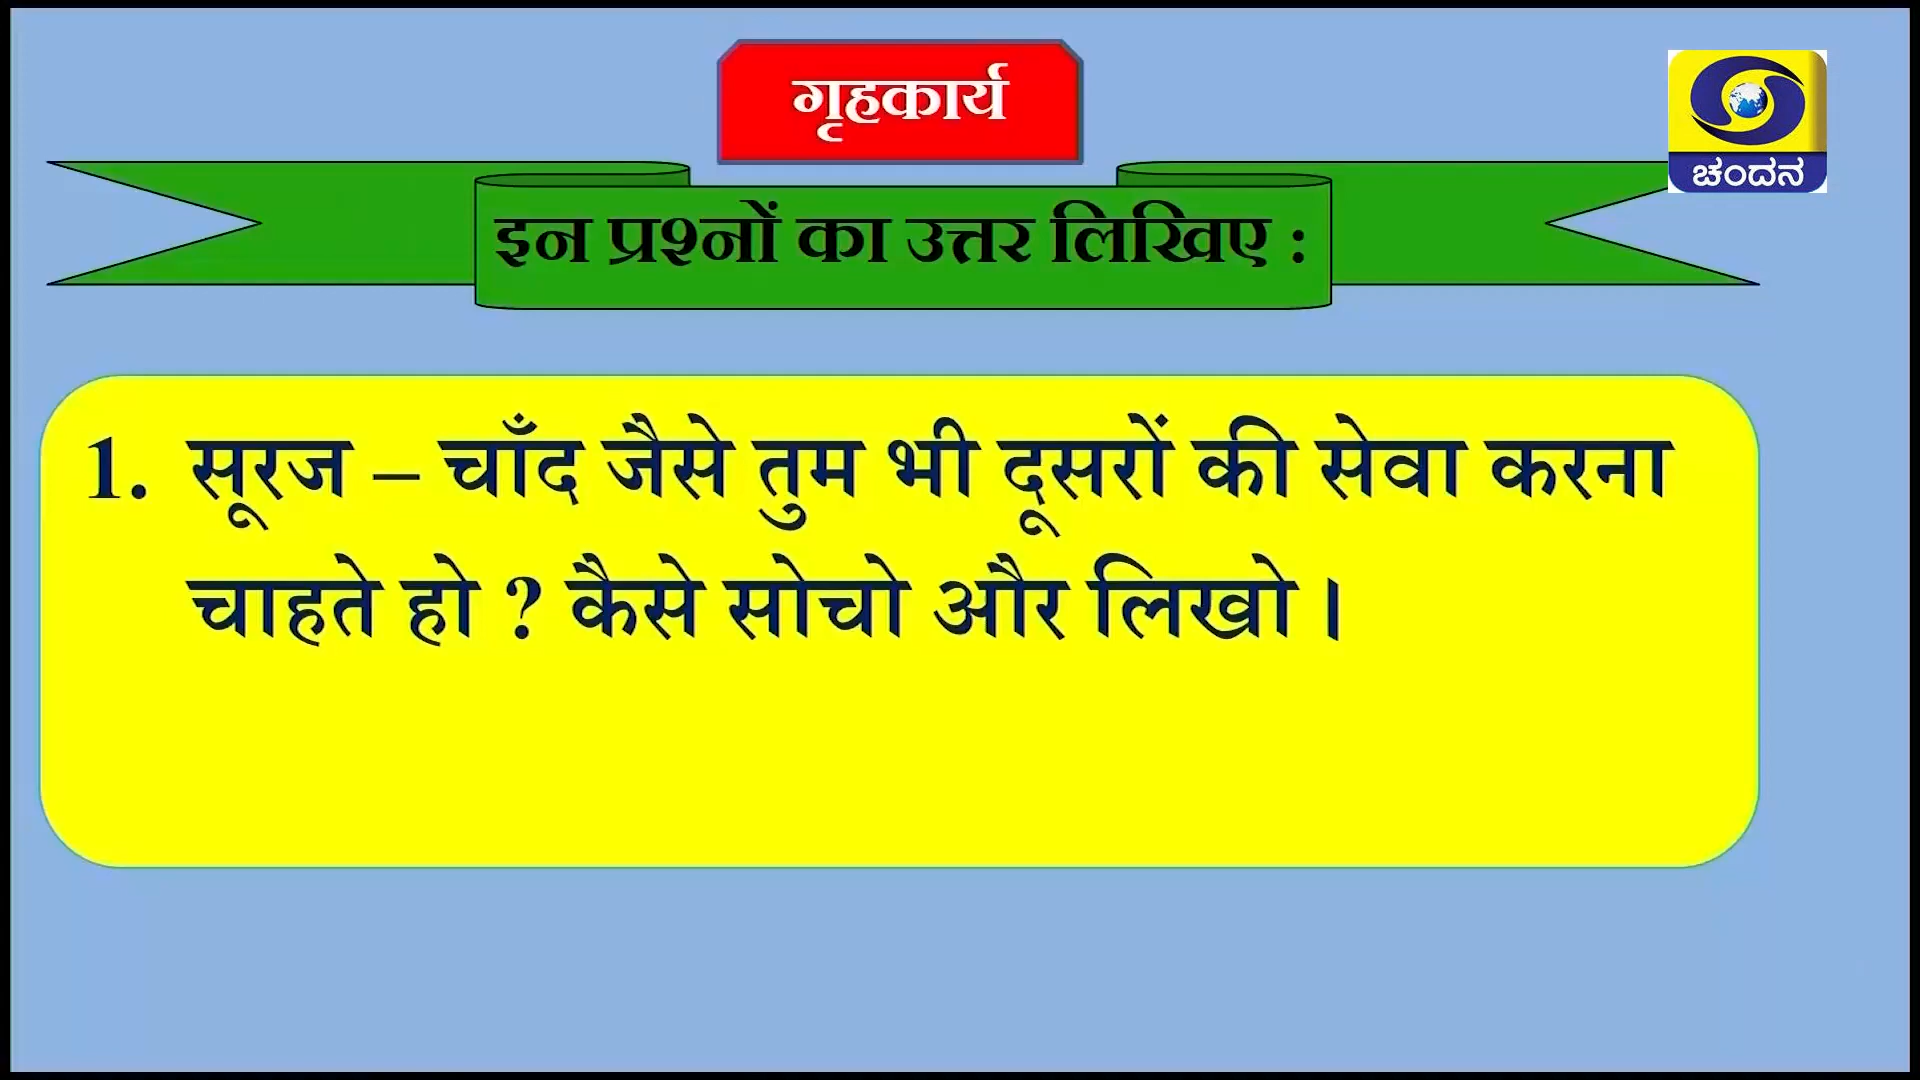 गृहकार्य
ಚಂದನ
इन प्रश्नों का उत्तर लिखिए :
1. सूरज – चाँद जैसे तुम भी दूसरों की सेवा करना
चाहते हो ? कैसे सोचो और लिखो ।